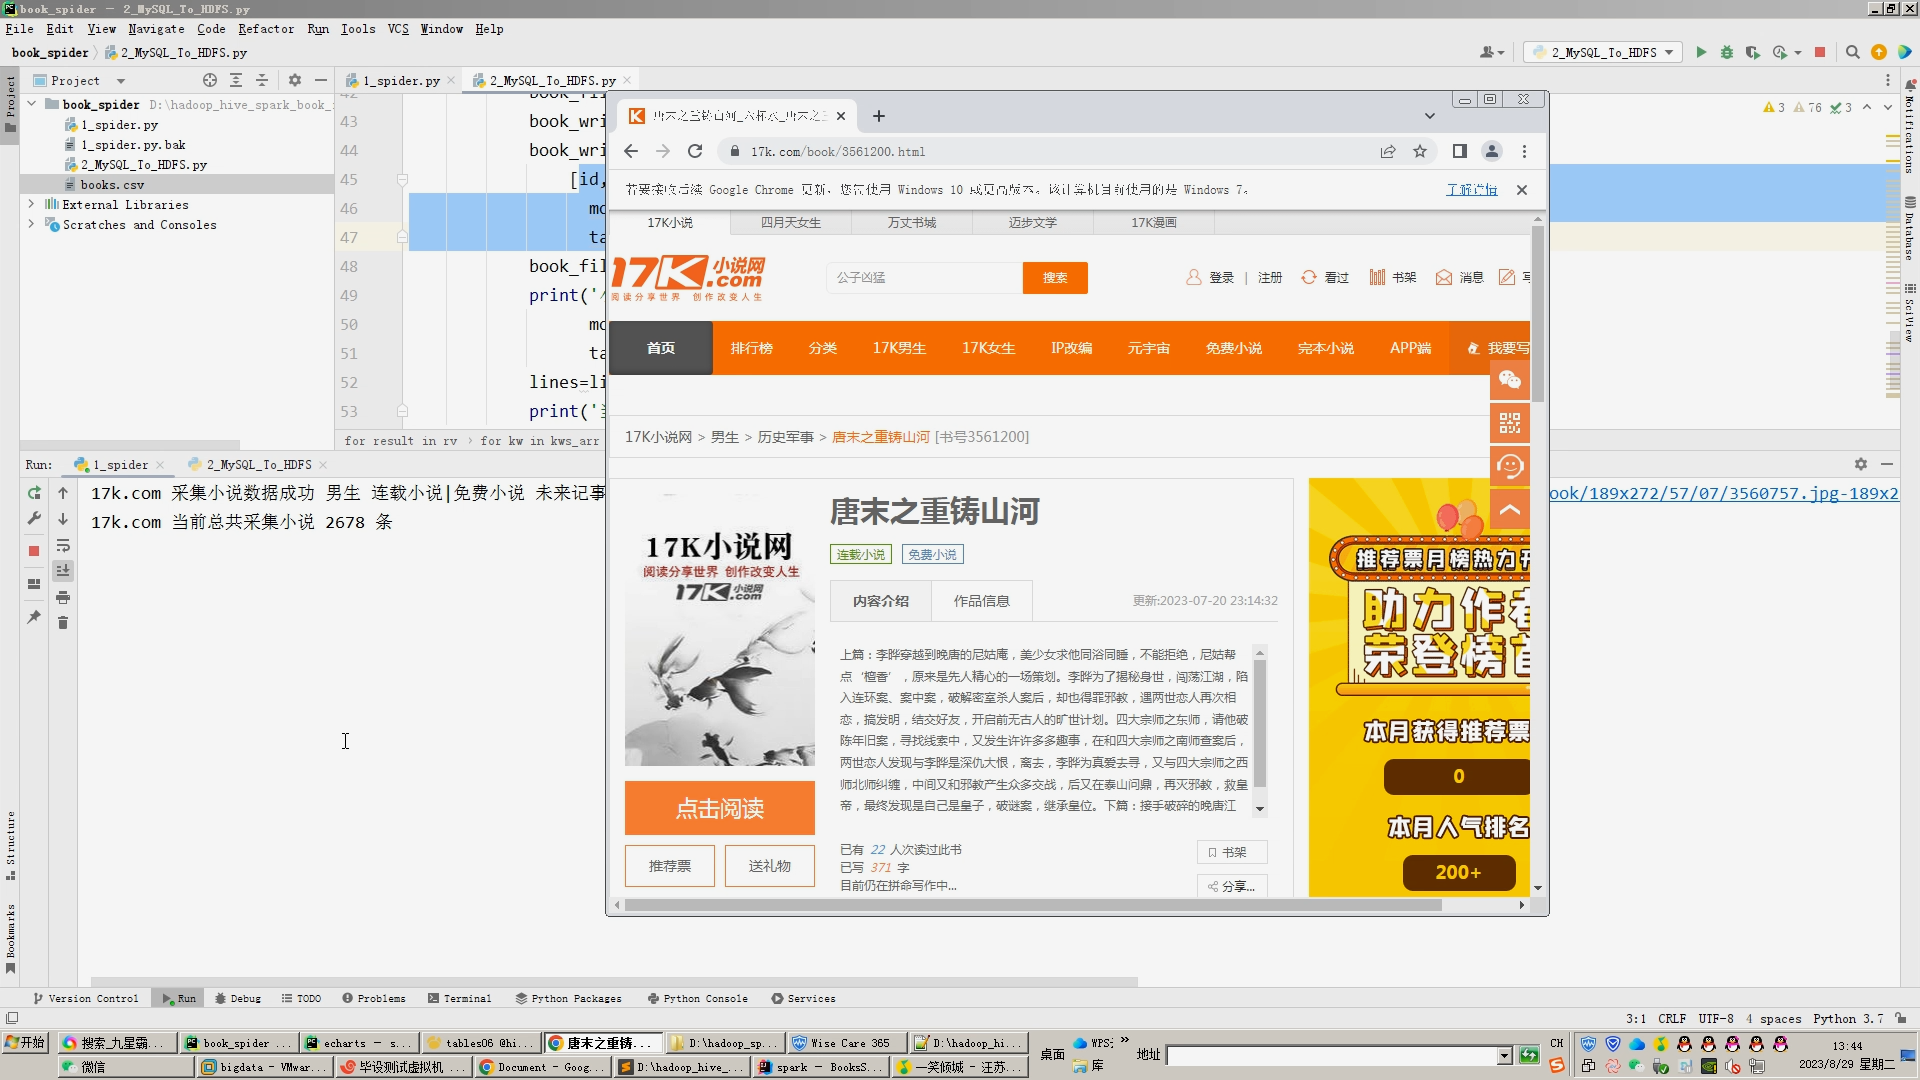 book_spider – 2_MySQL_To_HDFS.py
File Edit View Navigate Code Refactor Run Tools VCS Window Help
book_spider 2_MySQL_To_HDFS.py
2_MySQL_To_HDFS
Project
1_spider.py
2_MySQL_To_HDFS.py
book_spider D:\hadoop_hive_spark_book_
1_spider.py
1_spider.py.bak
2_MySQL_To_HDFS.py
books.csv
External Libraries
Scratches and Consoles
43 book_wri
44 book_wri
45 [id,
46 mo
47 ta
48 book_fil
49 print('
50 mo
51 ta
52 lines=li
53 print('
for result in rv for kw in kws_arr
3 76 3
Project
Structure
Bookmarks
Notifications
Database
SciView
17k.com/book/3561200.html
若要接收后续 Google Chrome 更新，您需使用 Windows 10 或更高版本。该计算机目前使用的是 Windows 7。
了解详情
17K小说 四月天女生 万丈书城 迈步文学 17K漫画
17K 小说网
.com
阅读分享世界 创作改变人生
公子凶猛
搜索
登录 | 注册 看过 书架 消息
首页 排行榜 分类 17K男生 17K女生 IP改编 元宇宙 免费小说 完本小说 APP端 我要写
17K小说网 > 男生 > 历史军事 > 唐末之重铸山河 [书号3561200]
17K小说网
阅读分享世界 创作改变人生
17K 小说网
.com
唐末之重铸山河
连载小说 免费小说
内容介绍 作品信息 更新:2023-07-20 23:14:32
上篇：李晔穿越到晚唐的尼姑庵，美少女求他同浴同睡，不能拒绝，尼姑帮
点‘檀香’，原来是先人精心的一场策划。李晔为了揭秘身世，闯荡江湖，陷
入连环案、案中案，破解密室杀人案后，却也得罪邪教，遇两世恋人再次相
恋，搞发明，结交好友，开启前无古人的旷世计划。四大宗师之东师，请他破
陈年旧案，寻找线索中，又发生许许多多趣事，在和四大宗师之南师查案后，
两世恋人发现与李晔是深仇大恨，离去，李晔为真爱去寻，又与四大宗师之西
师北师纠缠，中间又和邪教产生众多交战，后又在泰山问鼎，再灭邪教，救皇
帝，最终发现是自己是皇子，破谜案，继承皇位。下篇：接手破碎的晚唐江
点击阅读
推荐票 送礼物
已有 22 人次读过此书
已写 371 字
目前仍在拼命写作中...
书架
分享...
推荐票月榜热力开
助力作者
荣登榜首
本月获得推荐票
0
本月人气排名
200+
Run: 1_spider 2_MySQL_To_HDFS
17k.com 采集小说数据成功 男生 连载小说|免费小说 未来记事
ook/189x272/57/07/3560757.jpg-189x2
17k.com 当前总共采集小说 2678 条
Version Control Run Debug TODO Problems Terminal Python Packages Python Console Services
3:1 CRLF UTF-8 4 spaces Python 3.7
开始 搜索_九星霸... book_spider ... echarts – s... tables06 @hi... 唐末之重铸... D:\hadoop_sp... Wise Care 365 D:\hadoop_hi...
微信 bigdata - VMwar... 毕设测试虚拟机 ... Document - Goog... D:\hadoop_hive_... spark – BooksS... 一笑倾城 - 汪苏...
桌面 WPS 库 地址
CH
13:44
2023/8/29 星期二